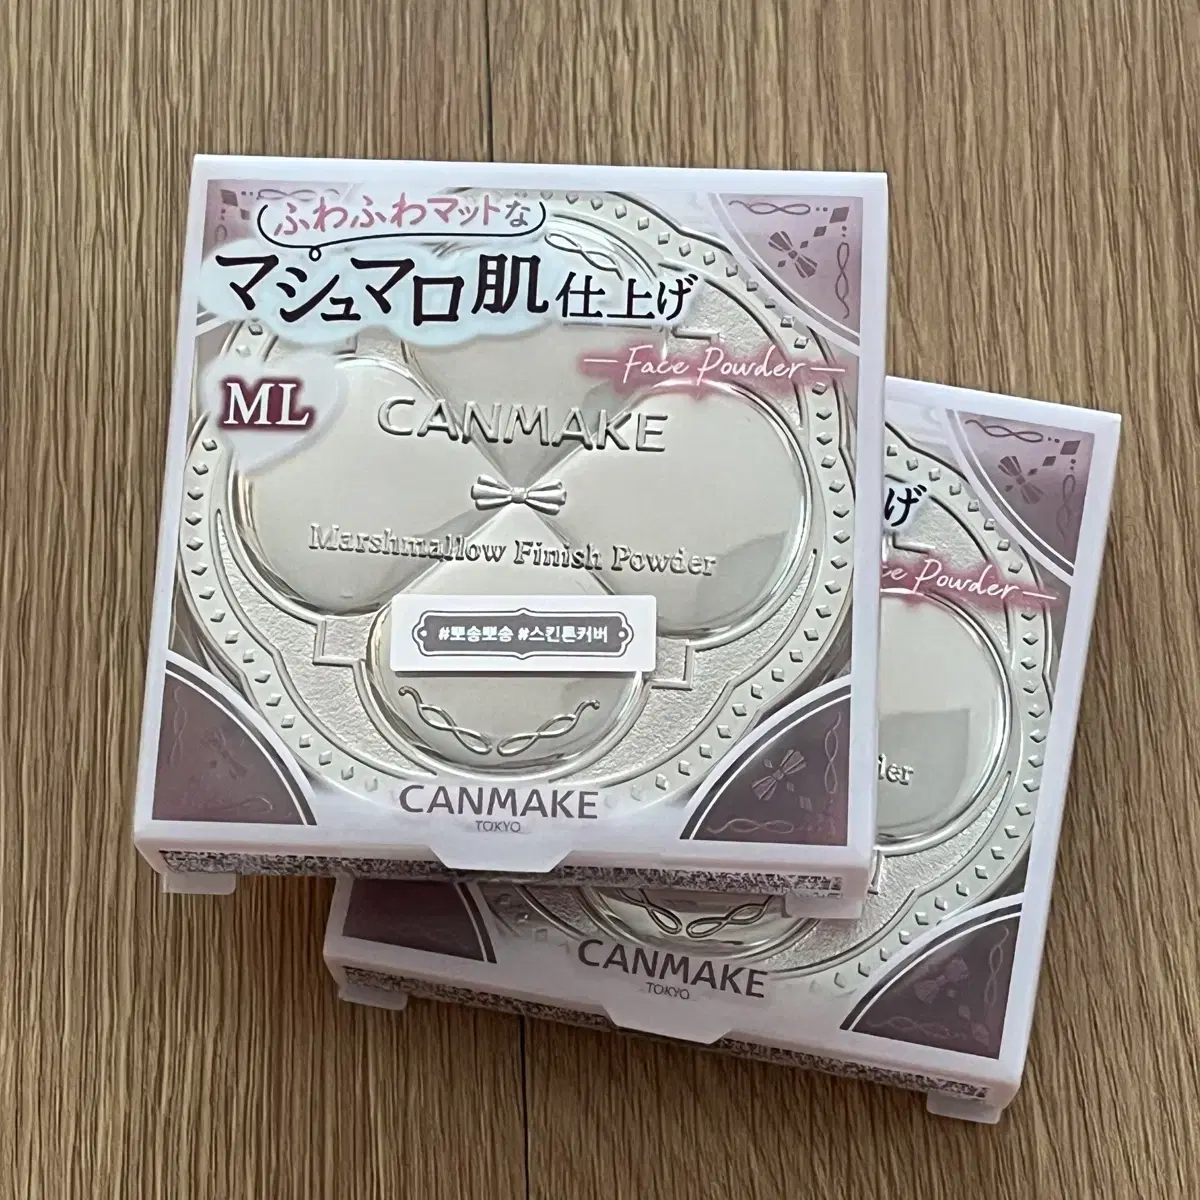 ふわふわマットな
マシュマロ肌仕上げ
Face Powder
ML
CANMAKE
Marshmallow Finish Powder
#뽀송뽀송 #스킨톤커버
CANMAKE
TOKYO
げ
ce Powder
der
CANMAKE
TOKYO